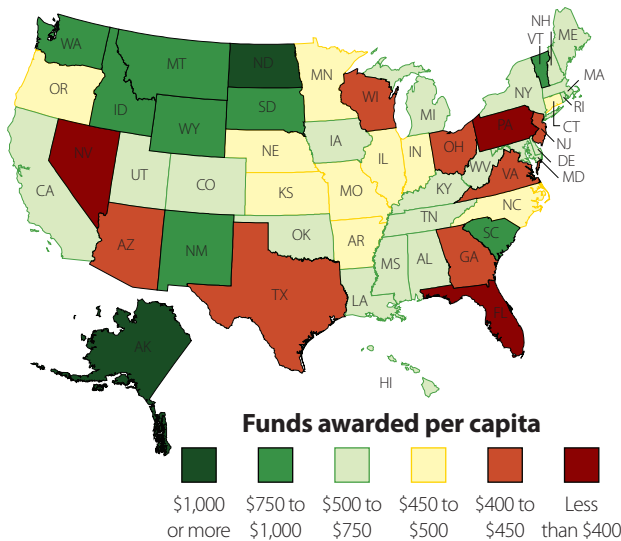 NH
ME
VT
WA
MT
ND
MN
OR
ID
SD
WI
MI
NY
MA
WY
RI
CT
IA
PA
NJ
NE
OH
DE
NV
IL
IN
MD
UT
WV
VA
CA
CO
KS
MO
KY
NC
TN
OK
AR
SC
AZ
NM
MS
AL
GA
TX
LA
FL
AK
HI
Funds awarded per capita
$1,000
or more
$750 to
$1,000
$500 to
$750
$450 to
$500
$400 to
$450
Less
than $400